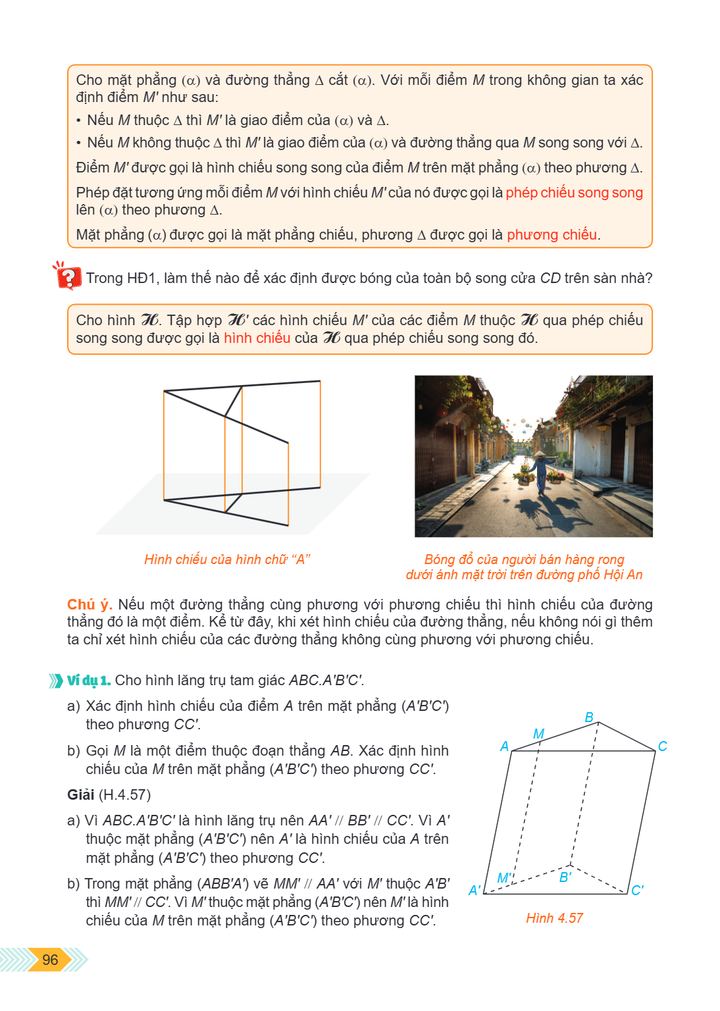 Cho mặt phẳng (α) và đường thẳng Δ cắt (α). Với mỗi điểm M trong không gian ta xác
định điểm M' như sau:
• Nếu M thuộc Δ thì M' là giao điểm của (α) và Δ.
• Nếu M không thuộc Δ thì M' là giao điểm của (α) và đường thẳng qua M song song với Δ.
Điểm M' được gọi là hình chiếu song song của điểm M trên mặt phẳng (α) theo phương Δ.
Phép đặt tương ứng mỗi điểm M với hình chiếu M' của nó được gọi là phép chiếu song song
lên (α) theo phương Δ.
Mặt phẳng (α) được gọi là mặt phẳng chiếu, phương Δ được gọi là phương chiếu.
? Trong HĐ1, làm thế nào để xác định được bóng của toàn bộ song cửa CD trên sàn nhà?
Cho hình ℋ. Tập hợp ℋ' các hình chiếu M' của các điểm M thuộc ℋ qua phép chiếu
song song được gọi là hình chiếu của ℋ qua phép chiếu song song đó.
Hình chiếu của hình chữ “A”
Bóng đổ của người bán hàng rong
dưới ánh mặt trời trên đường phố Hội An
Chú ý. Nếu một đường thẳng cùng phương với phương chiếu thì hình chiếu của đường
thẳng đó là một điểm. Kể từ đây, khi xét hình chiếu của đường thẳng, nếu không nói gì thêm
ta chỉ xét hình chiếu của các đường thẳng không cùng phương với phương chiếu.
Ví dụ 1. Cho hình lăng trụ tam giác ABC.A'B'C'.
a) Xác định hình chiếu của điểm A trên mặt phẳng (A'B'C')
theo phương CC'.
b) Gọi M là một điểm thuộc đoạn thẳng AB. Xác định hình
chiếu của M trên mặt phẳng (A'B'C') theo phương CC'.
Giải (H.4.57)
a) Vì ABC.A'B'C' là hình lăng trụ nên AA' // BB' // CC'. Vì A'
thuộc mặt phẳng (A'B'C') nên A' là hình chiếu của A trên
mặt phẳng (A'B'C') theo phương CC'.
b) Trong mặt phẳng (ABB'A') vẽ MM' // AA' với M' thuộc A'B'
thì MM' // CC'. Vì M' thuộc mặt phẳng (A'B'C') nên M' là hình
chiếu của M trên mặt phẳng (A'B'C') theo phương CC'.
B
M
A
C
M'
B'
A'
C'
Hình 4.57
96